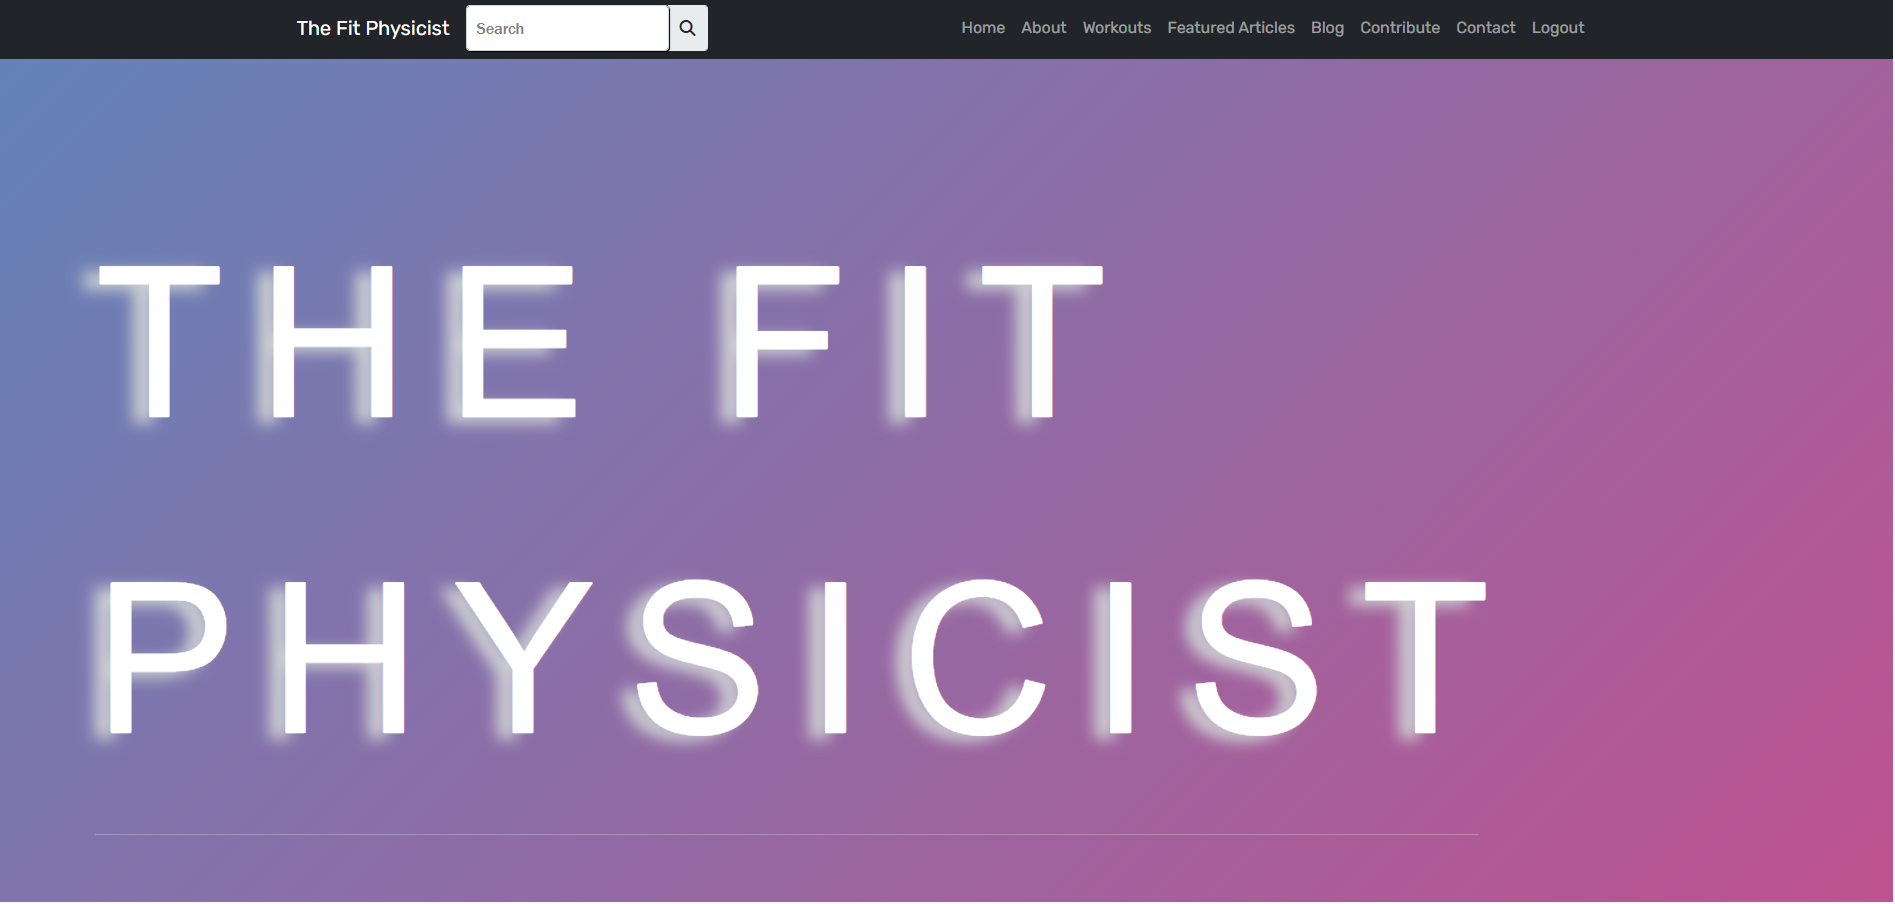 The Fit Physicist Search Home About Workouts Featured Articles Blog Contribute Contact Logout
THE FIT
PHYSICIST